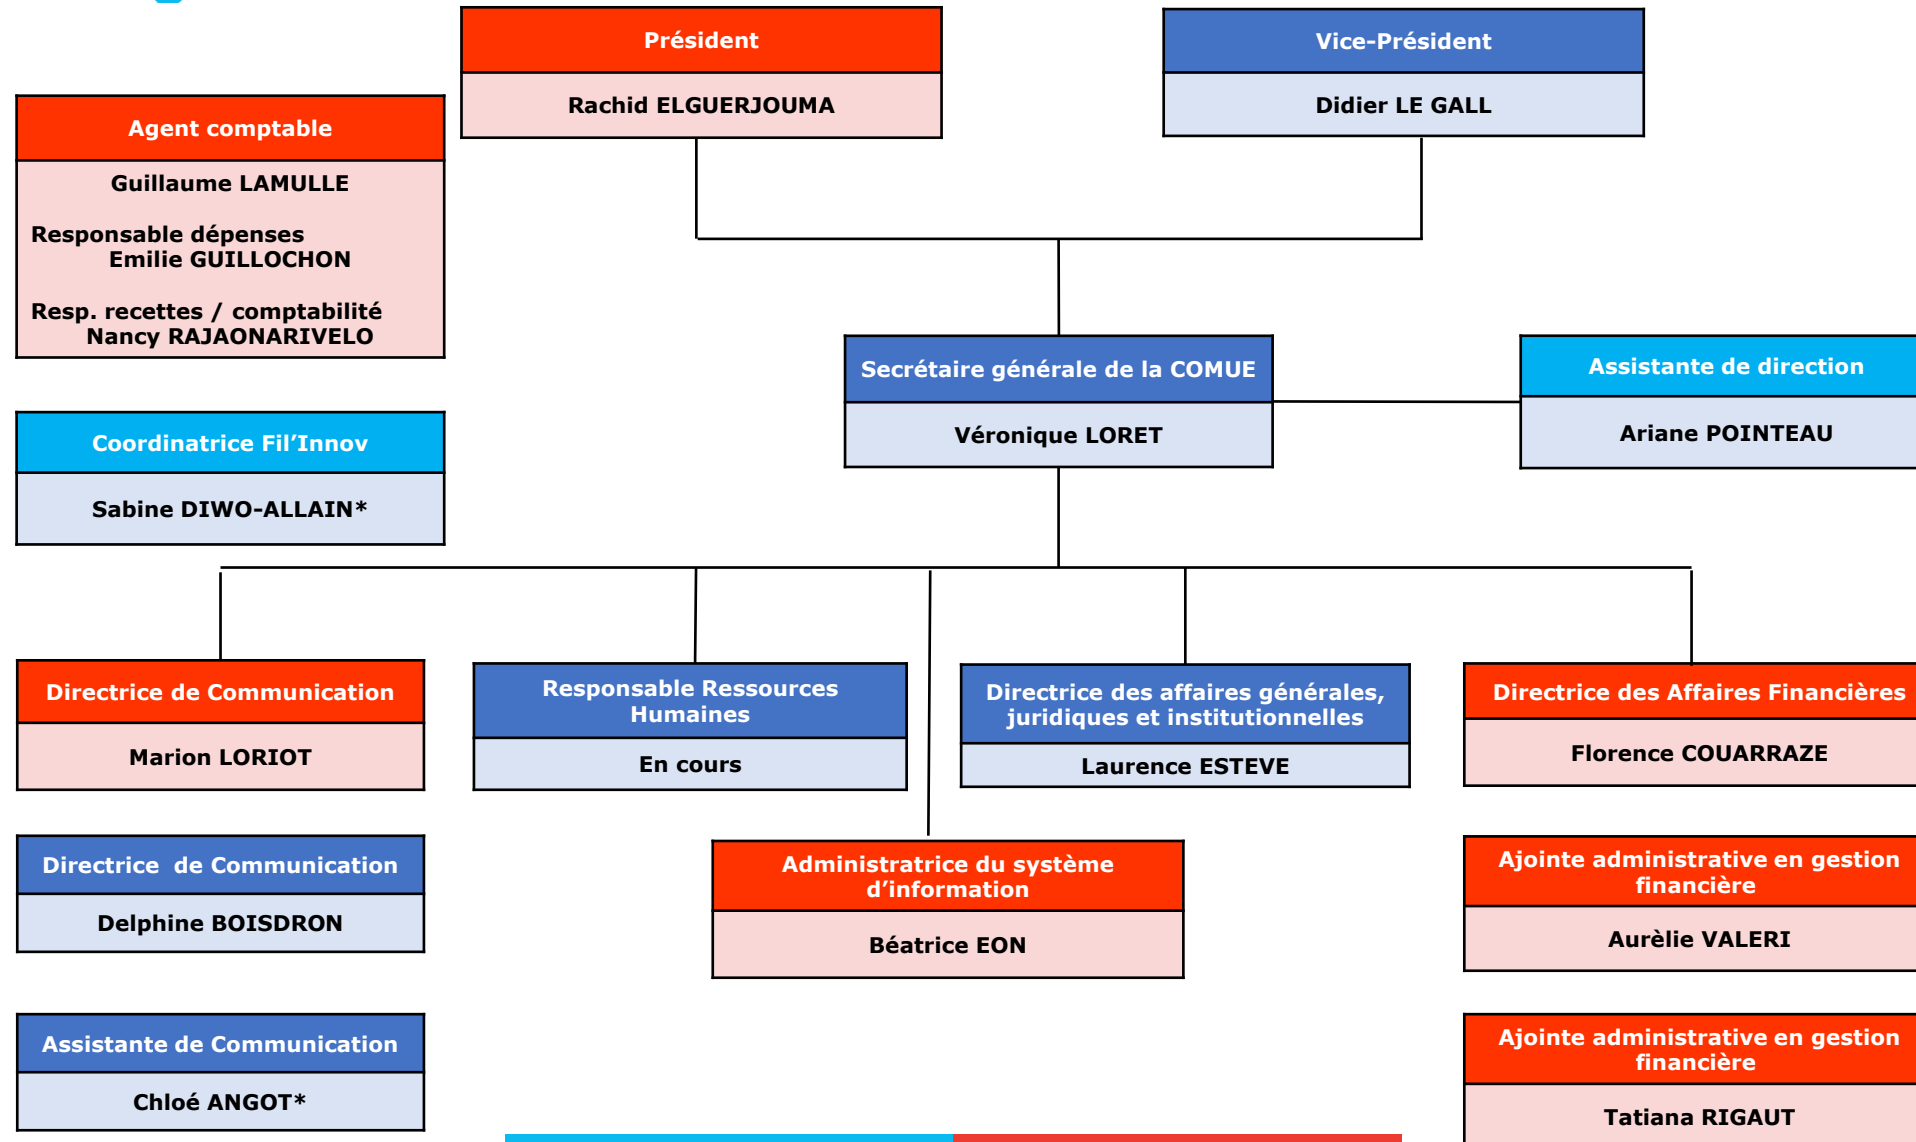 Président
Rachid ELGUERJOUMA
Vice-Président
Didier LE GALL
Agent comptable
Guillaume LAMULLE
Responsable dépenses
Emilie GUILLOCHON
Resp. recettes / comptabilité
Nancy RAJAONARIVELO
Secrétaire générale de la COMUE
Véronique LORET
Assistante de direction
Ariane POINTEAU
Coordinatrice Fil’Innov
Sabine DIWO-ALLAIN*
Directrice de Communication
Marion LORIOT
Responsable Ressources
Humaines
En cours
Directrice des affaires générales,
juridiques et institutionnelles
Laurence ESTEVE
Directrice des Affaires Financières
Florence COUARRAZE
Directrice de Communication
Delphine BOISDRON
Administratrice du système
d’information
Béatrice EON
Ajointe administrative en gestion
financière
Aurèlie VALERI
Assistante de Communication
Chloé ANGOT*
Ajointe administrative en gestion
financière
Tatiana RIGAUT